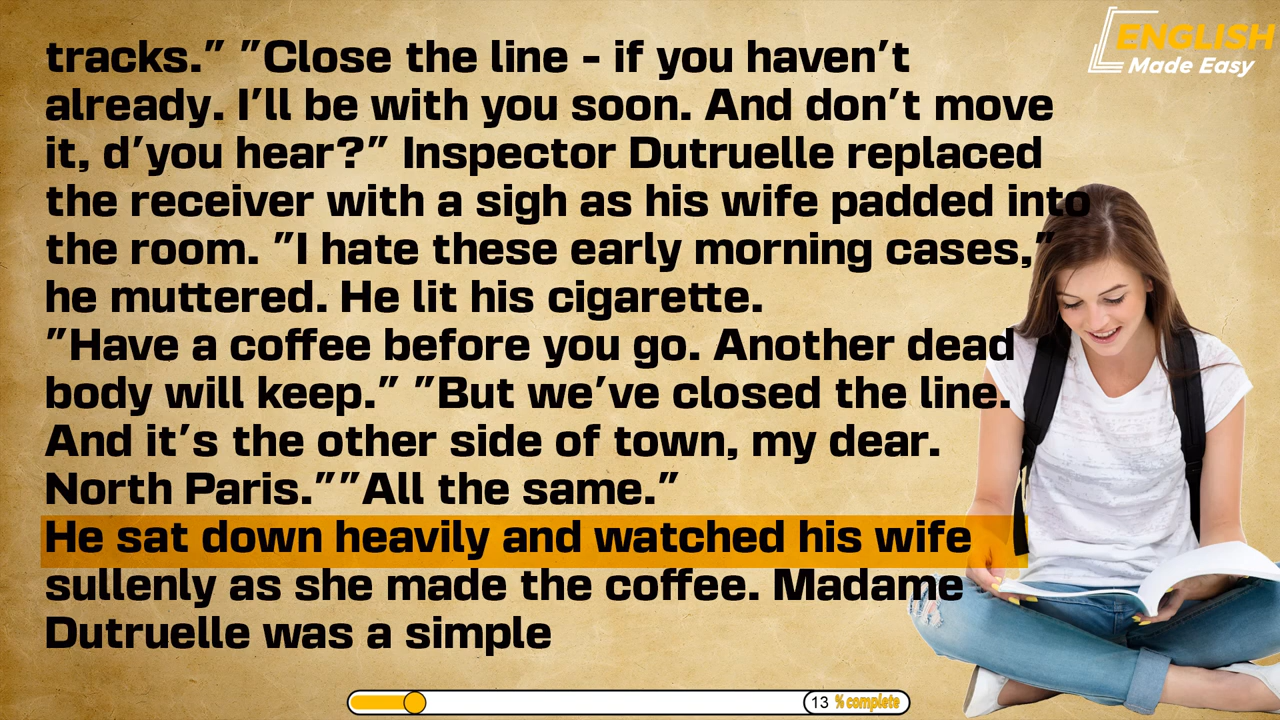 tracks.” ”Close the line - if you haven’t
already. I’ll be with you soon. And don’t move
it, d’you hear?” Inspector Dutruelle replaced
the receiver with a sigh as his wife padded into
the room. ”I hate these early morning cases,”
he muttered. He lit his cigarette.
”Have a coffee before you go. Another dead
body will keep.” ”But we’ve closed the line.
And it’s the other side of town, my dear.
North Paris.””All the same.”
He sat down heavily and watched his wife
sullenly as she made the coffee. Madame
Dutruelle was a simple
ENGLISH
Made Easy
13 % complete